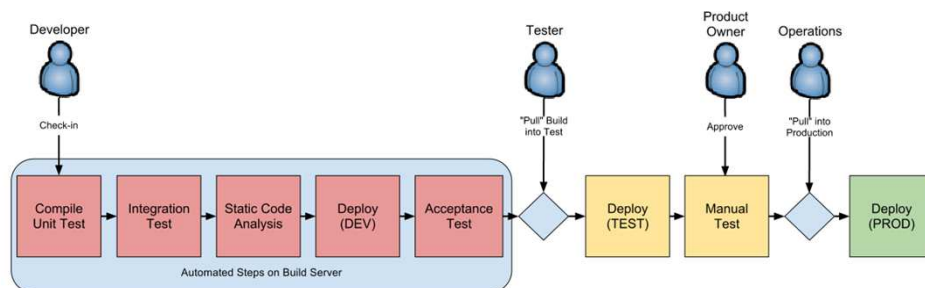 Developer
Tester
Product
Owner
Operations
Check-in
"Pull" Build
into Test
Approve
"Pull" into
Production
Compile
Unit Test
Integration
Test
Static Code
Analysis
Deploy
(DEV)
Acceptance
Test
Deploy
(TEST)
Manual
Test
Deploy
(PROD)
Automated Steps on Build Server